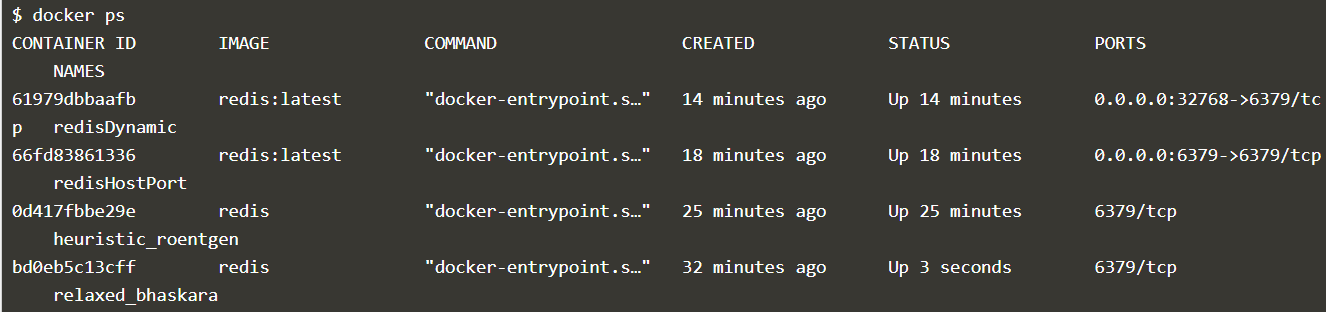 $ docker ps
CONTAINER ID        IMAGE               COMMAND                  CREATED             STATUS              PORTS
    NAMES
61979dbbaafb        redis:latest        "docker-entrypoint.s…"   14 minutes ago      Up 14 minutes       0.0.0.0:32768->6379/tc
p   redisDynamic
66fd83861336        redis:latest        "docker-entrypoint.s…"   18 minutes ago      Up 18 minutes       0.0.0.0:6379->6379/tcp
    redisHostPort
0d417fbbe29e        redis               "docker-entrypoint.s…"   25 minutes ago      Up 25 minutes       6379/tcp
    heuristic_roentgen
bd0eb5c13cff        redis               "docker-entrypoint.s…"   32 minutes ago      Up 3 seconds        6379/tcp
    relaxed_bhaskara